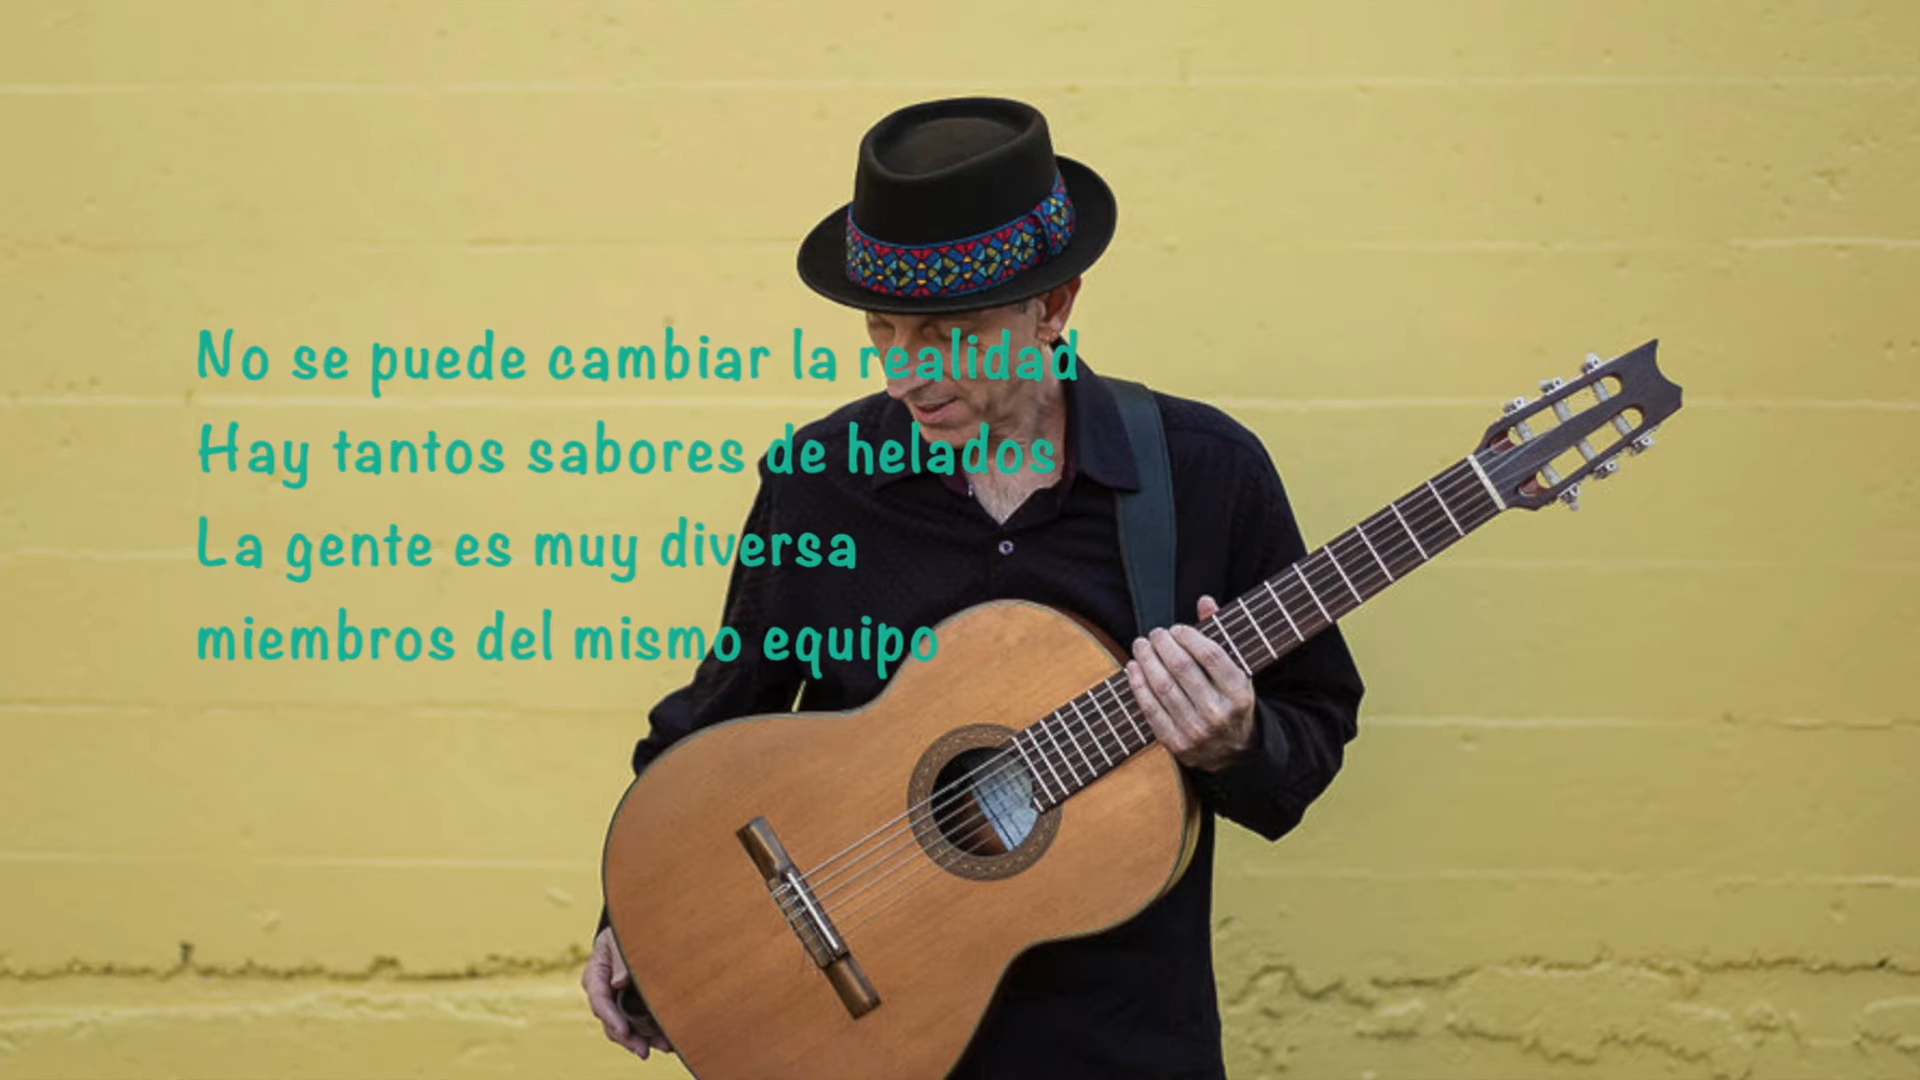 No se puede cambiar la realidad
Hay tantos sabores de helados
La gente es muy diversa
miembros del mismo equipo